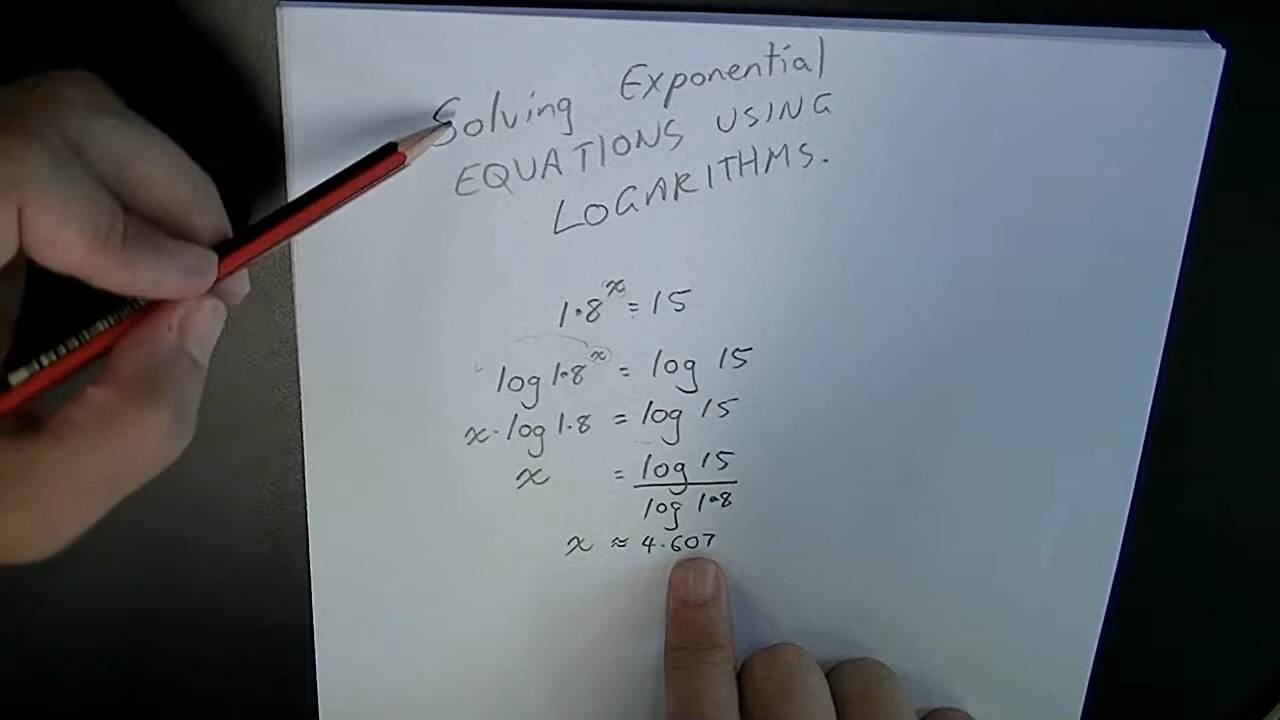 Solving Exponential
EQUATIONS USING
LOGARITHMS.
1·8^x = 15
log 1·8^x = log 15
x · log 1·8 = log 15
x = log 15 / log 1·8
x ≈ 4·607